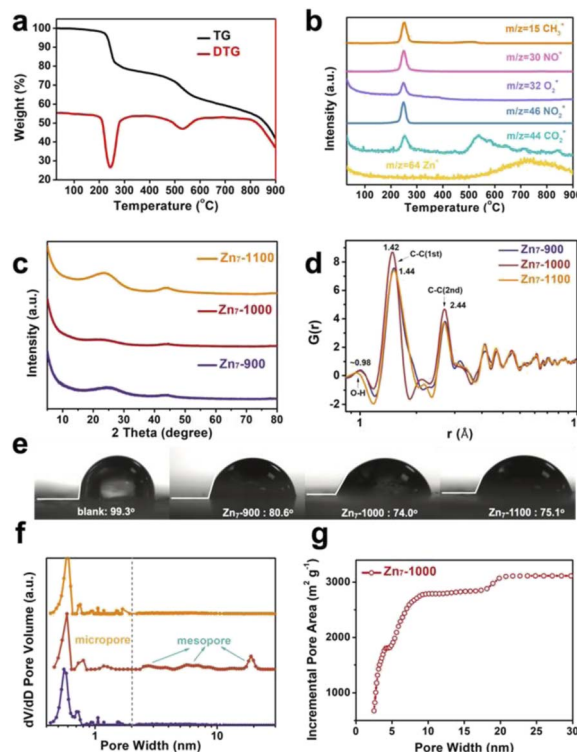 a
TG
DTG
Weight (%)
100
90
80
70
60
50
40
30
20
100 200 300 400 500 600 700 800 900
Temperature (°C)
b
m/z=15 CH₃⁺
m/z=30 NO⁺
m/z=32 O₂⁺
m/z=46 NO₂⁺
m/z=44 CO₂⁺
m/z=64 Zn⁺
Intensity (a.u.)
100 200 300 400 500 600 700 800 900
Temperature (°C)
c
Zn₇-1100
Zn₇-1000
Zn₇-900
Intensity (a.u.)
10 20 30 40 50 60 70 80
2 Theta (degree)
d
Zn₇-900
Zn₇-1000
Zn₇-1100
1.42
C-C(1st)
1.44
C-C(2nd)
2.44
~0.98
O-H
G(r)
8
6
4
2
0
-2
1
r (Å)
e
blank: 99.3°
Zn₇-900 : 80.6°
Zn₇-1000 : 74.0°
Zn₇-1100 : 75.1°
f
micropore
mesopore
dV/dD Pore Volume (a.u.)
1 10
Pore Width (nm)
g
Zn₇-1000
Incremental Pore Area (m² g⁻¹)
3000
2500
2000
1500
1000
0 5 10 15 20 25 30
Pore Width (nm)